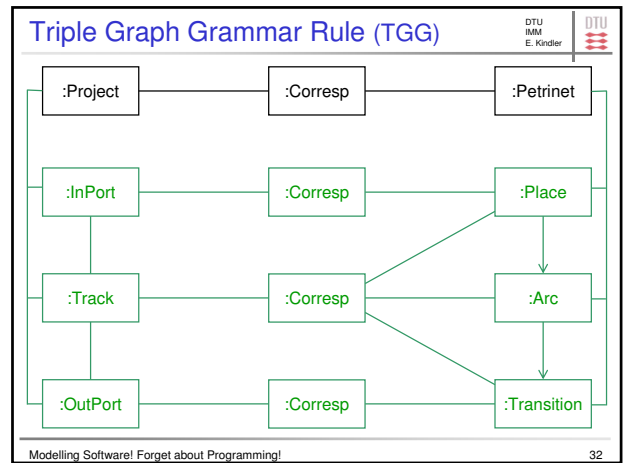 Triple Graph Grammar Rule (TGG)
DTU
IMM
E. Kindler
DTU
:Project :Corresp :Petrinet
:InPort :Corresp :Place
:Track :Corresp :Arc
:OutPort :Corresp :Transition
Modelling Software! Forget about Programming! 32